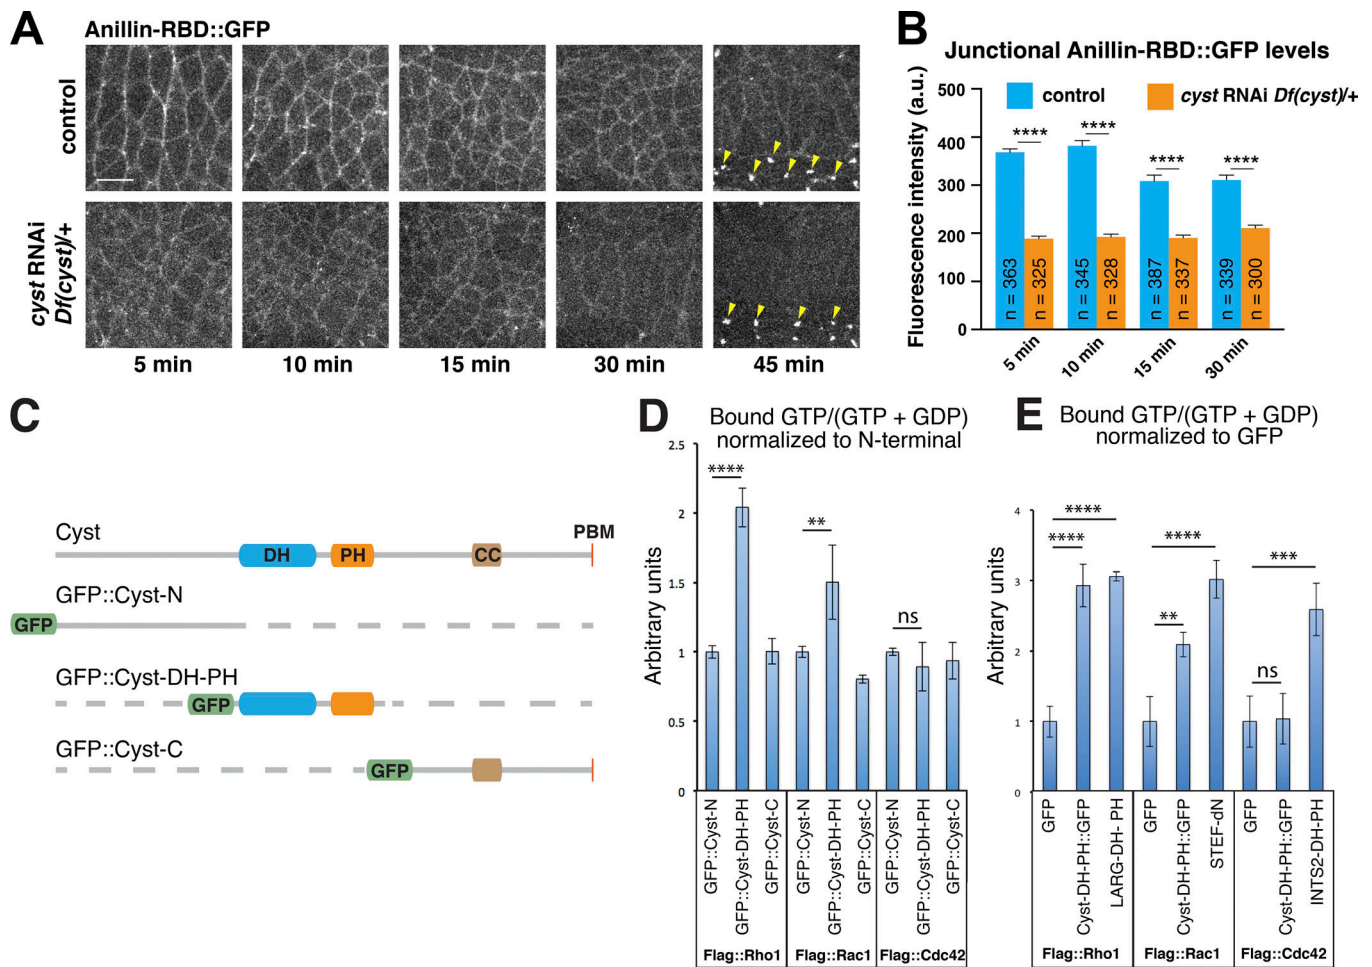 A
Anillin-RBD::GFP
control
cyst RNAi
Df(cyst)/+
5 min
10 min
15 min
30 min
45 min
B
Junctional Anillin-RBD::GFP levels
control
cyst RNAi Df(cyst)/+
Fluorescence intensity (a.u.)
500
400
300
200
100
0
****
****
****
****
n = 363
n = 325
n = 345
n = 328
n = 387
n = 337
n = 339
n = 300
5 min
10 min
15 min
30 min
C
Cyst
PBM
DH
PH
CC
GFP::Cyst-N
GFP
GFP::Cyst-DH-PH
GFP
GFP::Cyst-C
GFP
D
Bound GTP/(GTP + GDP)
normalized to N-terminal
Arbitrary units
2.5
2
1.5
1
0.5
0
****
**
ns
GFP::Cyst-N
GFP::Cyst-DH-PH
GFP::Cyst-C
GFP::Cyst-N
GFP::Cyst-DH-PH
GFP::Cyst-C
GFP::Cyst-N
GFP::Cyst-DH-PH
GFP::Cyst-C
Flag::Rho1
Flag::Rac1
Flag::Cdc42
E
Bound GTP/(GTP + GDP)
normalized to GFP
Arbitrary units
4
3
2
1
0
****
****
****
**
***
ns
GFP
Cyst-DH-PH::GFP
LARG-DH- PH
GFP
Cyst-DH-PH::GFP
STEF-dN
GFP
Cyst-DH-PH::GFP
INTS2-DH-PH
Flag::Rho1
Flag::Rac1
Flag::Cdc42